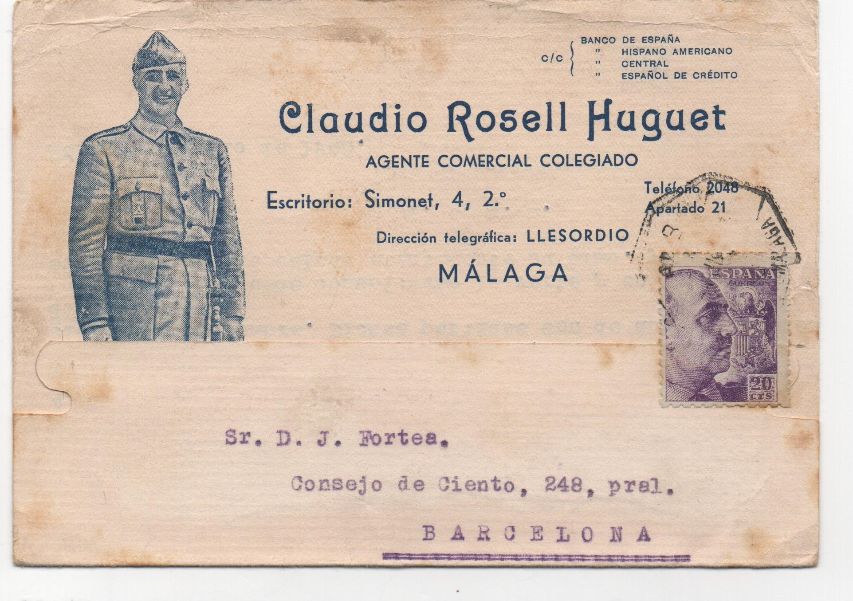 c/c { BANCO DE ESPAÑA
" HISPANO AMERICANO
" CENTRAL
" ESPAÑOL DE CRÉDITO
Claudio Rosell Huguet
AGENTE COMERCIAL COLEGIADO
Escritorio: Simonet, 4, 2.º
Teléfono 2048
Apartado 21
Dirección telegráfica: LLESORDIO
MÁLAGA
MALAGA
ESPAÑA
CORREOS
20
CTS
Sr. D. J. Fortea.
Consejo de Ciento, 248, pral.
BARCELONA